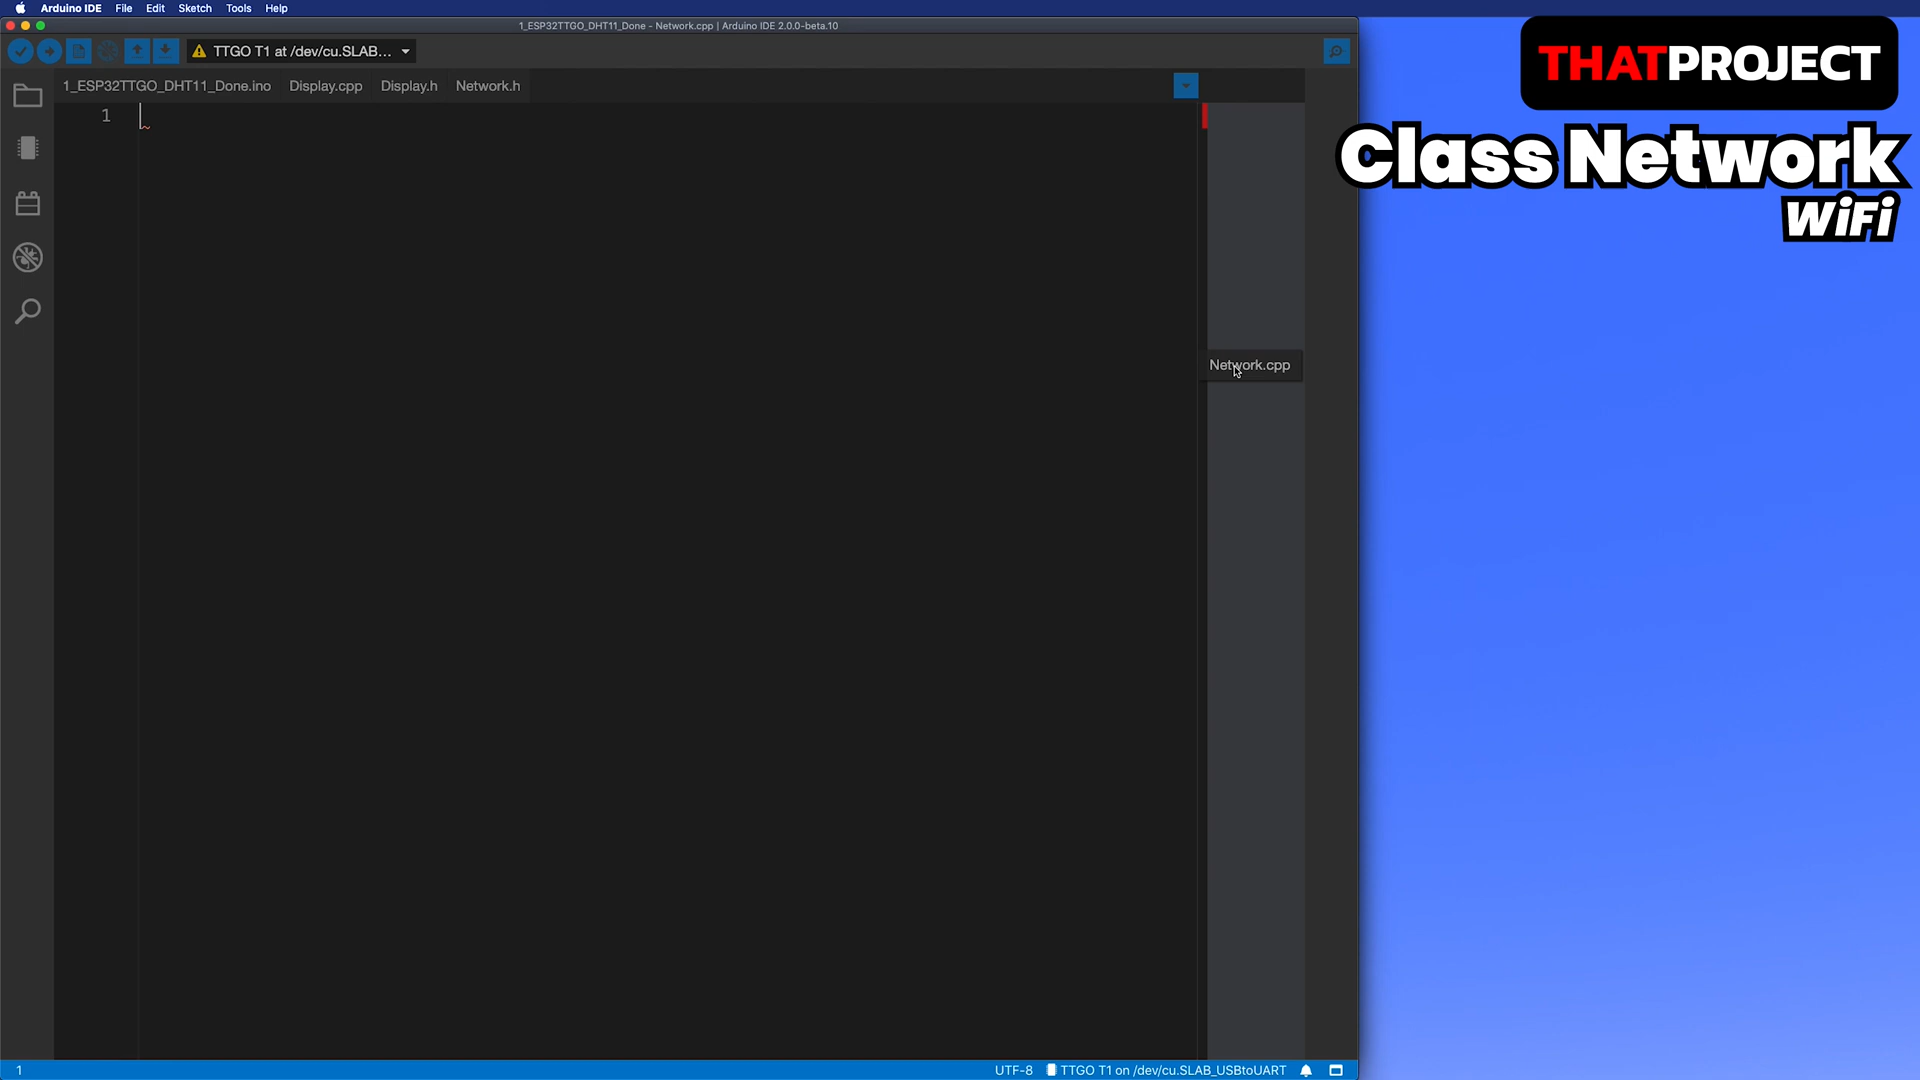 Arduino IDE File Edit Sketch Tools Help
1_ESP32TTGO_DHT11_Done - Network.cpp | Arduino IDE 2.0.0-beta.10
TTGO T1 at /dev/cu.SLAB...
1_ESP32TTGO_DHT11_Done.ino Display.cpp Display.h Network.h
1
THATPROJECT
Class Network
WiFi
Network.cpp
1 UTF-8 TTGO T1 on /dev/cu.SLAB_USBtoUART